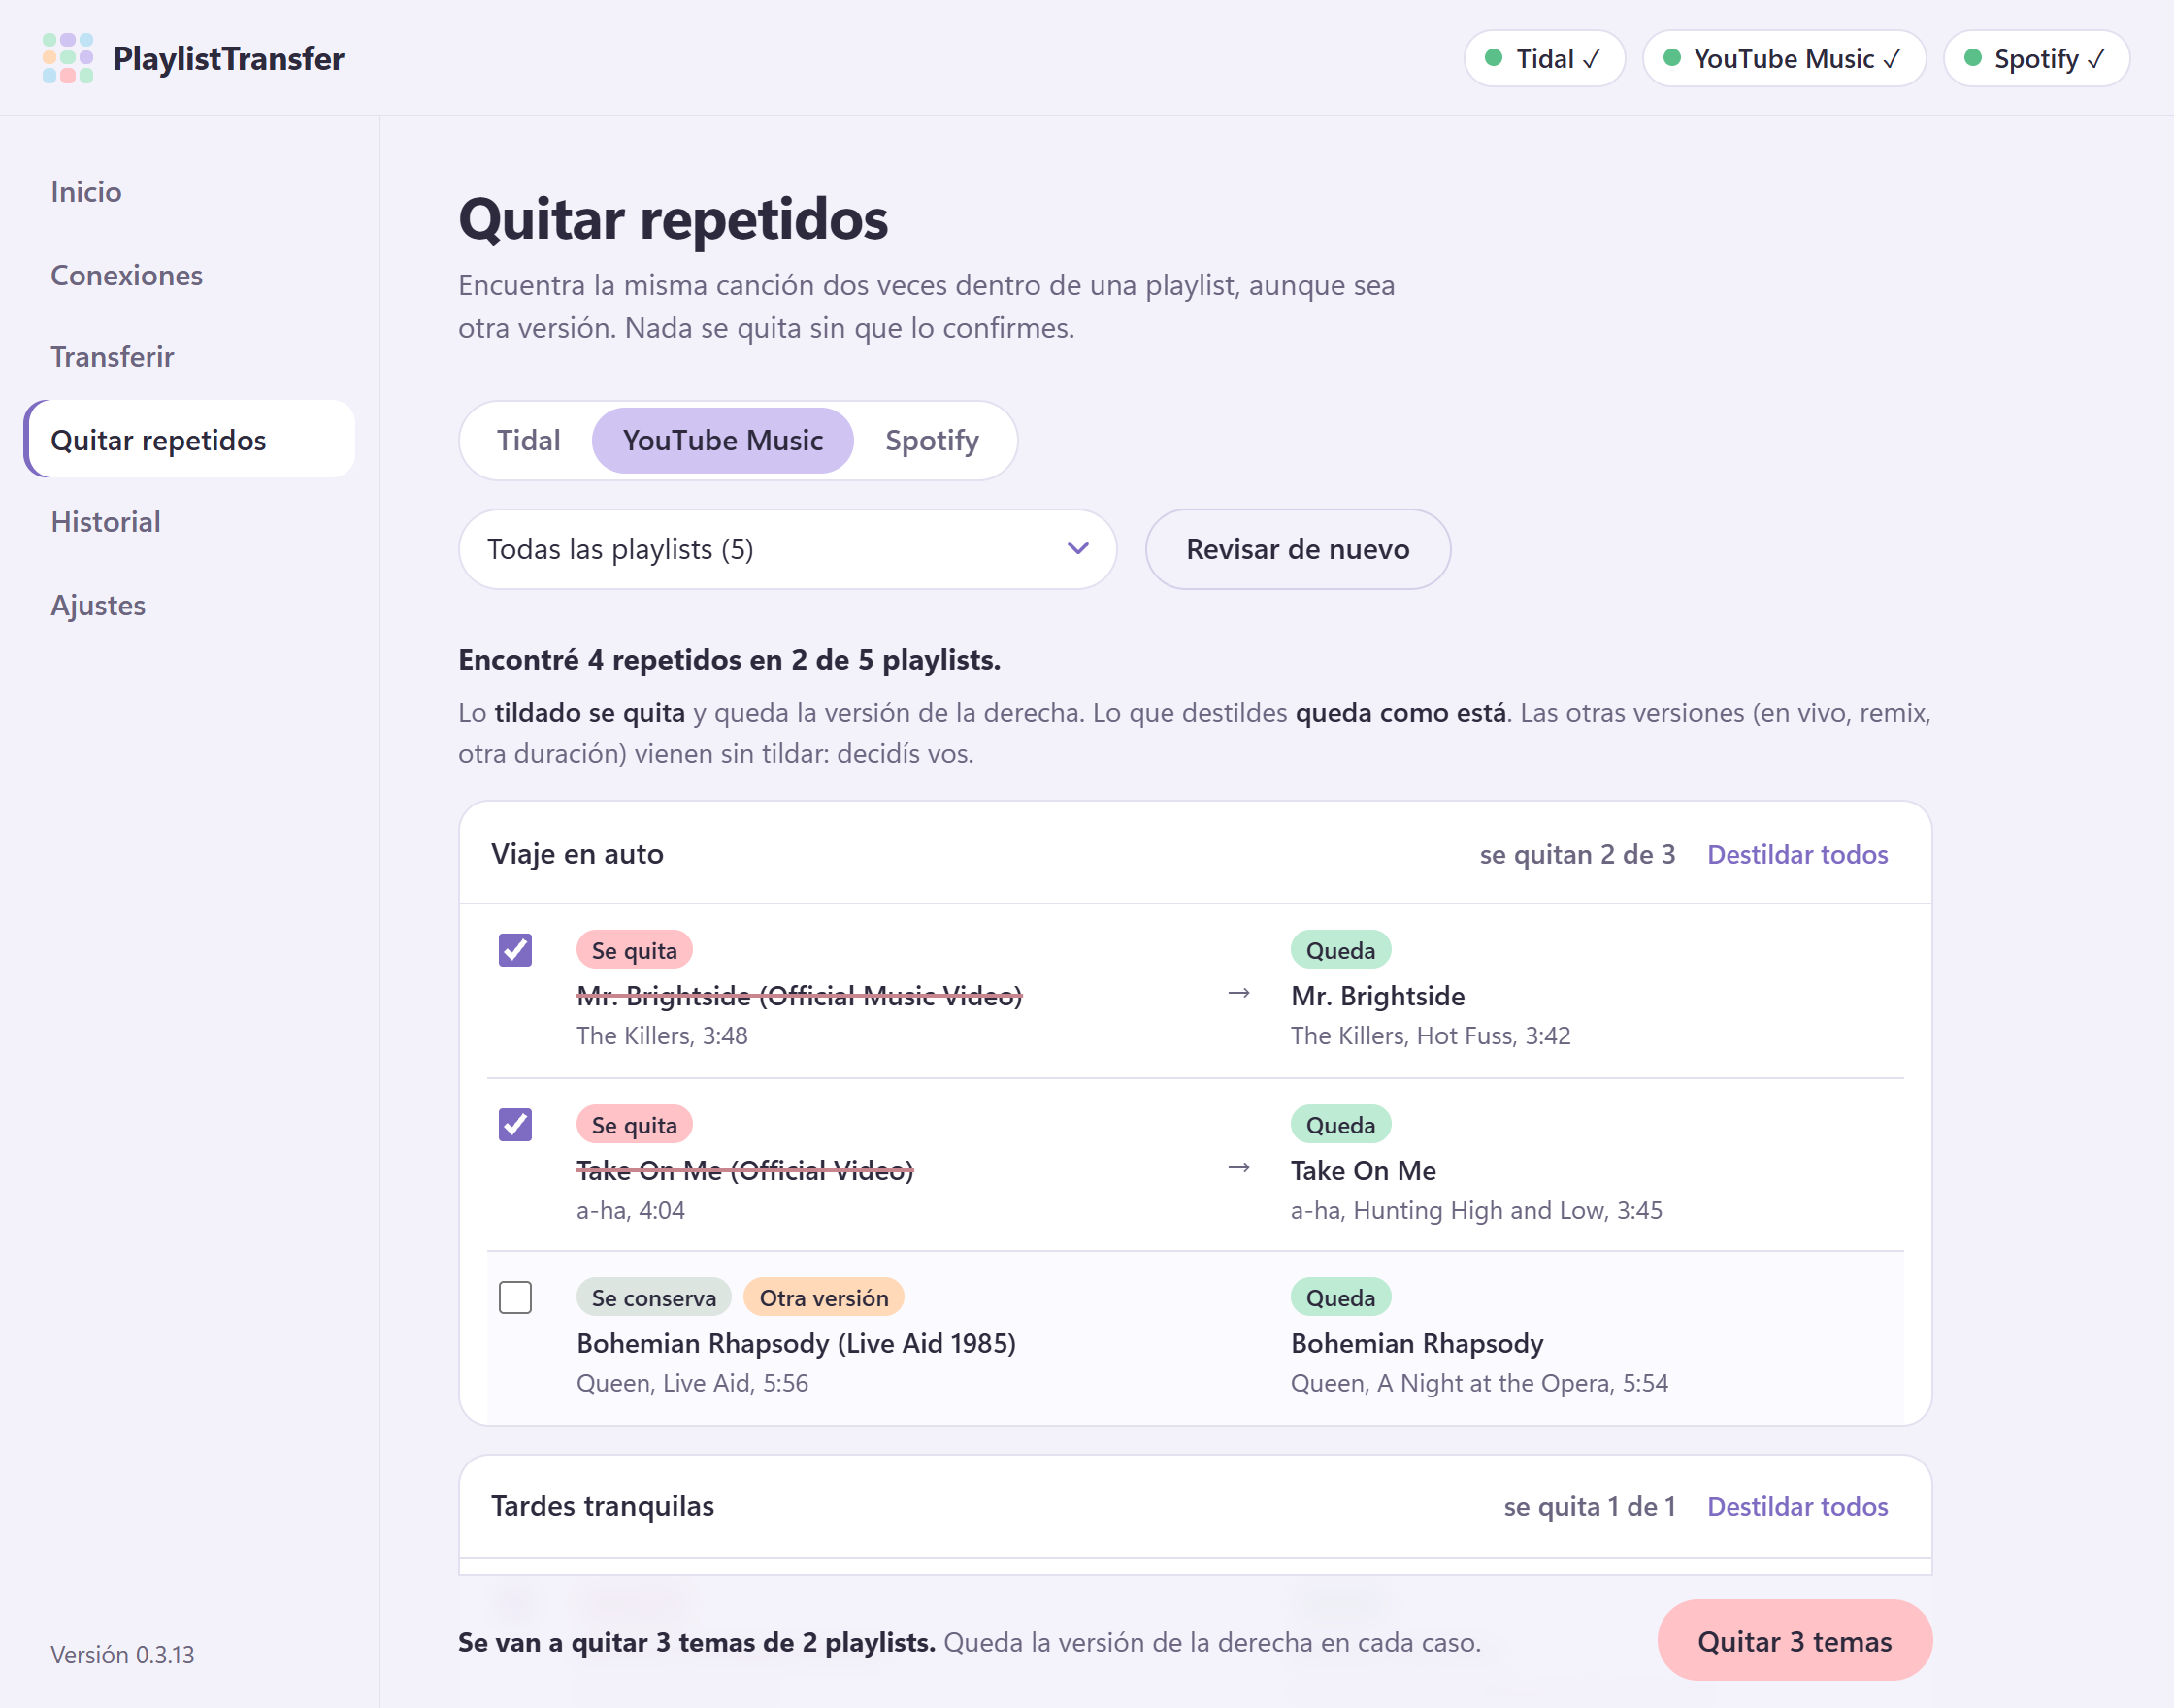 PlaylistTransfer
Tidal ✓
YouTube Music ✓
Spotify ✓
Inicio
Conexiones
Transferir
Quitar repetidos
Historial
Ajustes
Versión 0.3.13
Quitar repetidos
Encuentra la misma canción dos veces dentro de una playlist, aunque sea
otra versión. Nada se quita sin que lo confirmes.
Tidal
YouTube Music
Spotify
Todas las playlists (5)
Revisar de nuevo
Encontré 4 repetidos en 2 de 5 playlists.
Lo tildado se quita y queda la versión de la derecha. Lo que destildes queda como está. Las otras versiones (en vivo, remix,
otra duración) vienen sin tildar: decidís vos.
Viaje en auto
se quitan 2 de 3
Destildar todos
Se quita
Mr. Brightside (Official Music Video)
The Killers, 3:48
→
Queda
Mr. Brightside
The Killers, Hot Fuss, 3:42
Se quita
Take On Me (Official Video)
a-ha, 4:04
→
Queda
Take On Me
a-ha, Hunting High and Low, 3:45
Se conserva
Otra versión
Bohemian Rhapsody (Live Aid 1985)
Queen, Live Aid, 5:56
Queda
Bohemian Rhapsody
Queen, A Night at the Opera, 5:54
Tardes tranquilas
se quita 1 de 1
Destildar todos
Se van a quitar 3 temas de 2 playlists. Queda la versión de la derecha en cada caso.
Quitar 3 temas